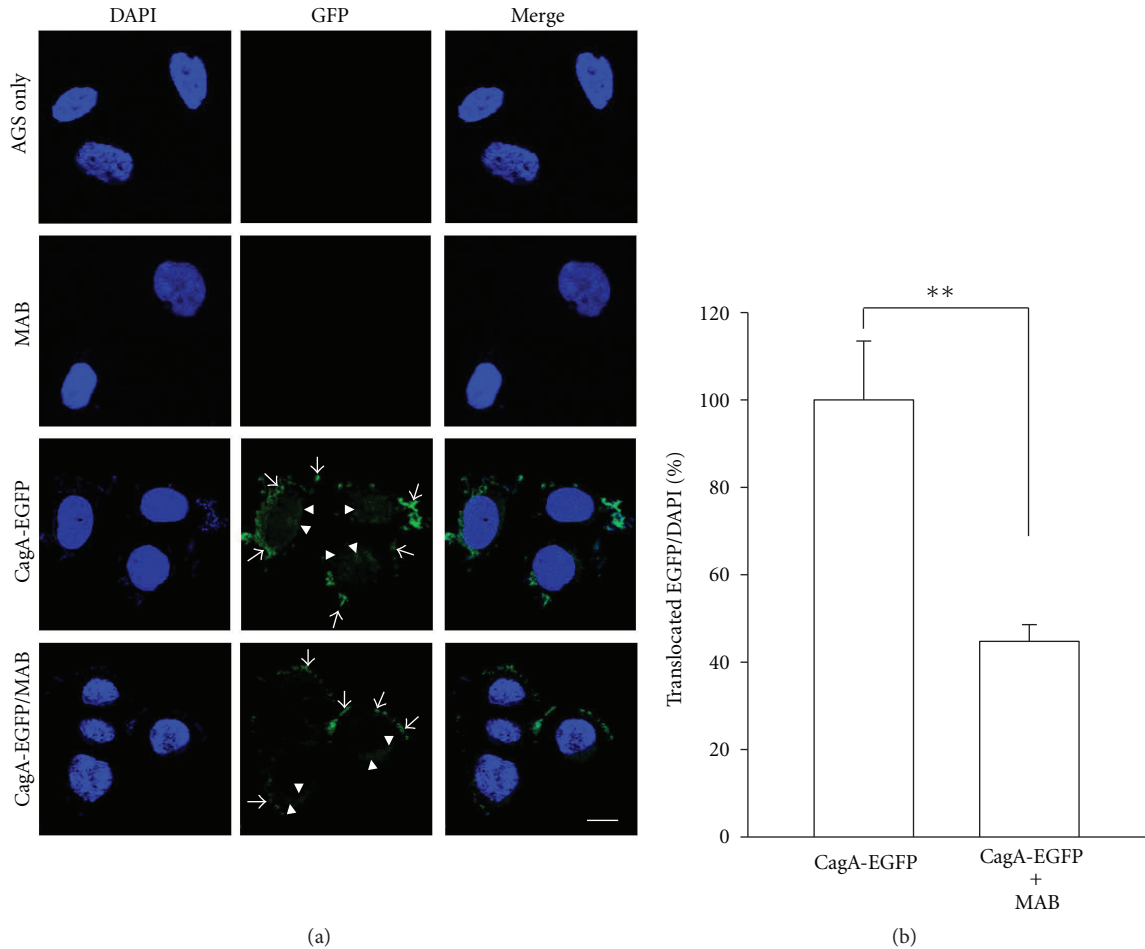 DAPI
GFP
Merge
AGS only
MAB
CagA-EGFP
CagA-EGFP/MAB
(a)
Translocated EGFP/DAPI (%)
120
100
80
60
40
20
0
**
CagA-EGFP
CagA-EGFP
+
MAB
(b)